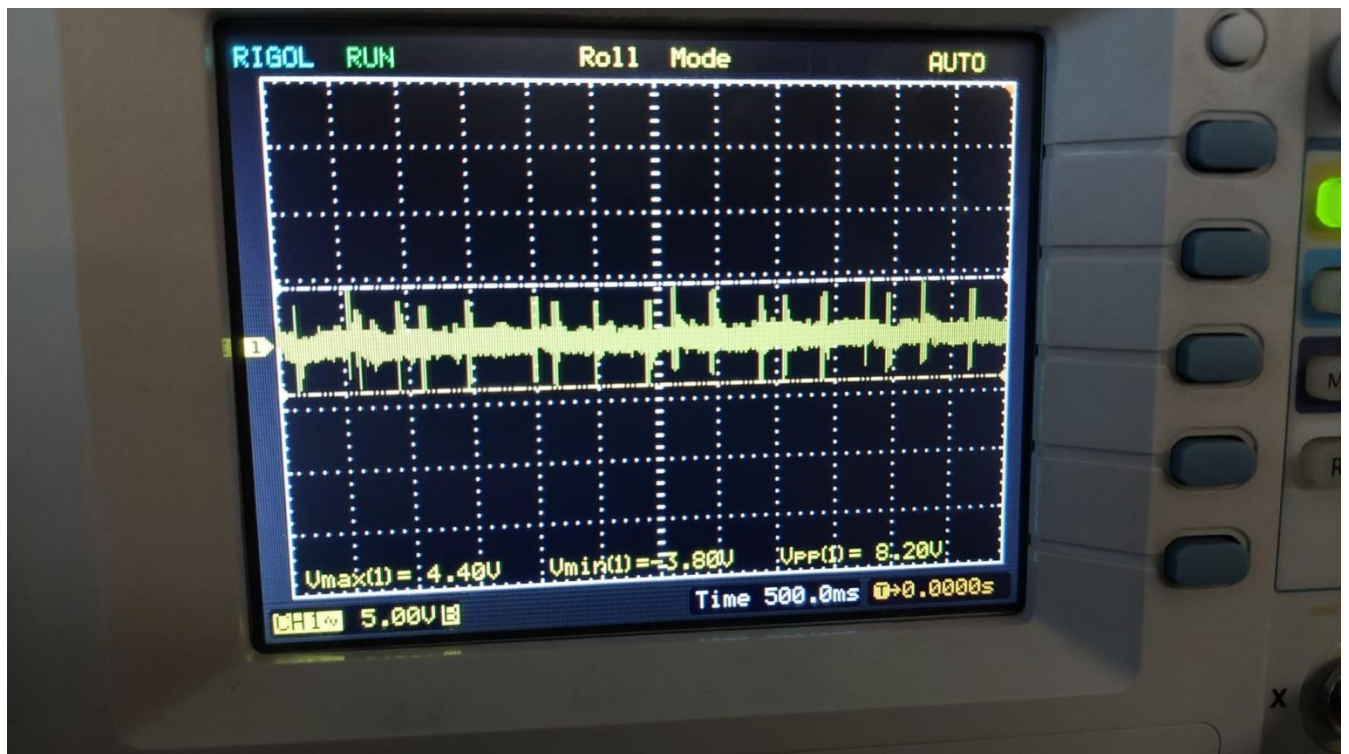 RIGOL RUN Roll Mode AUTO
1
Vmax(1)= 4.40V Vmin(1)=-3.80V Vpp(1)= 8.20V
Time 500.0ms T→0.0000s
CH1~ 5.00V B
M
R
X